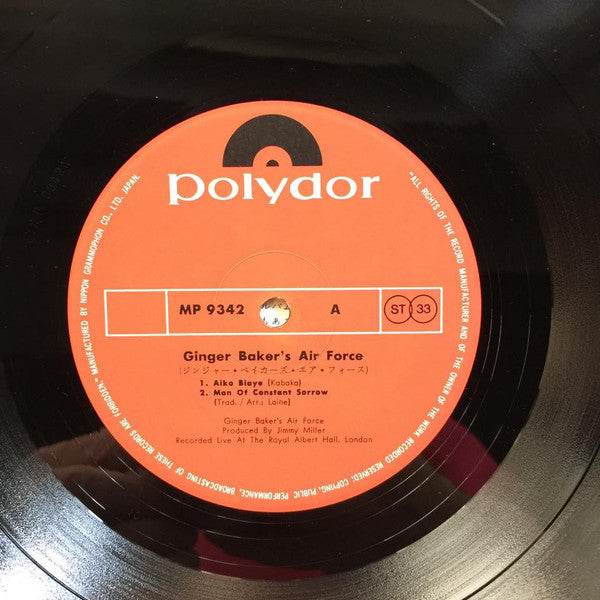 polydor
MP 9342 A ST 33
Ginger Baker's Air Force
(ジンジャー・ベイカーズ・エア・フォース)
1. Aiko Biaye (Kabaka)
2. Man Of Constant Sorrow
(Trad. / Arr.: Laine)
Ginger Baker's Air Force
Produced By Jimmy Miller
Recorded Live At The Royal Albert Hall, London
"ALL RIGHTS OF THE RECORD MANUFACTURER AND OF THE OWNER OF THE WORK RECORDED RESERVED: COPYING, PUBLIC PERFORMANCE, BROADCASTING OF THESE RECORDS ARE FORBIDDEN." MANUFACTURED BY NIPPON GRAMMOPHON CO., LTD. JAPAN.